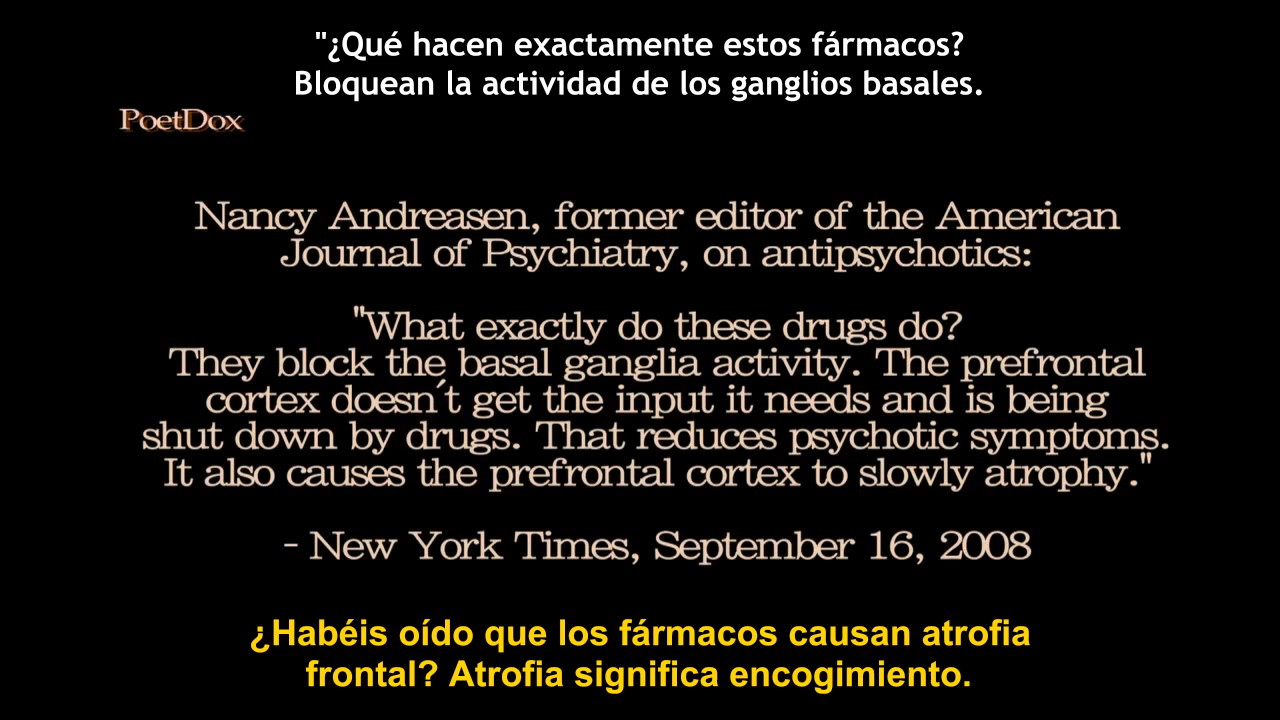 "¿Qué hacen exactamente estos fármacos?
Bloquean la actividad de los ganglios basales.
PoetDox
Nancy Andreasen, former editor of the American
Journal of Psychiatry, on antipsychotics:
"What exactly do these drugs do?
They block the basal ganglia activity. The prefrontal
cortex doesn´t get the input it needs and is being
shut down by drugs. That reduces psychotic symptoms.
It also causes the prefrontal cortex to slowly atrophy."
- New York Times, September 16, 2008
¿Habéis oído que los fármacos causan atrofia
frontal? Atrofia significa encogimiento.